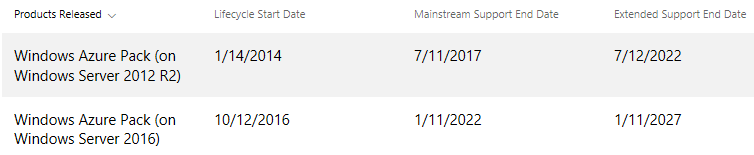 Products Released Lifecycle Start Date Mainstream Support End Date Extended Support End Date
Windows Azure Pack (on 1/14/2014 7/11/2017 7/12/2022
Windows Server 2012 R2)
Windows Azure Pack (on 10/12/2016 1/11/2022 1/11/2027
Windows Server 2016)